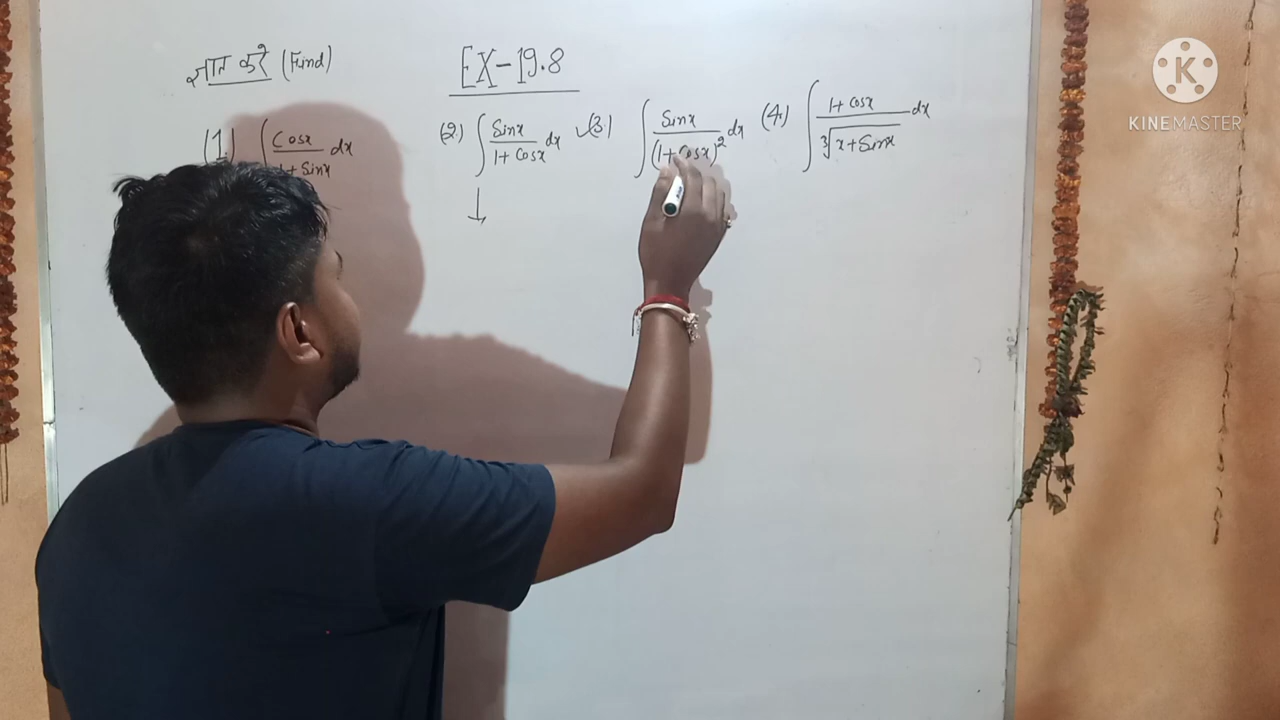 ज्ञात करे (Find)
EX-19.8
(1.) ∫ Cosx / 1+Sinx dx
(2.) ∫ Sinx / 1+Cosx dx
(3) ∫ Sinx / (1+Cosx)² dx
(4.) ∫ 1+Cosx / ∛x+Sinx dx
K
KINEMASTER